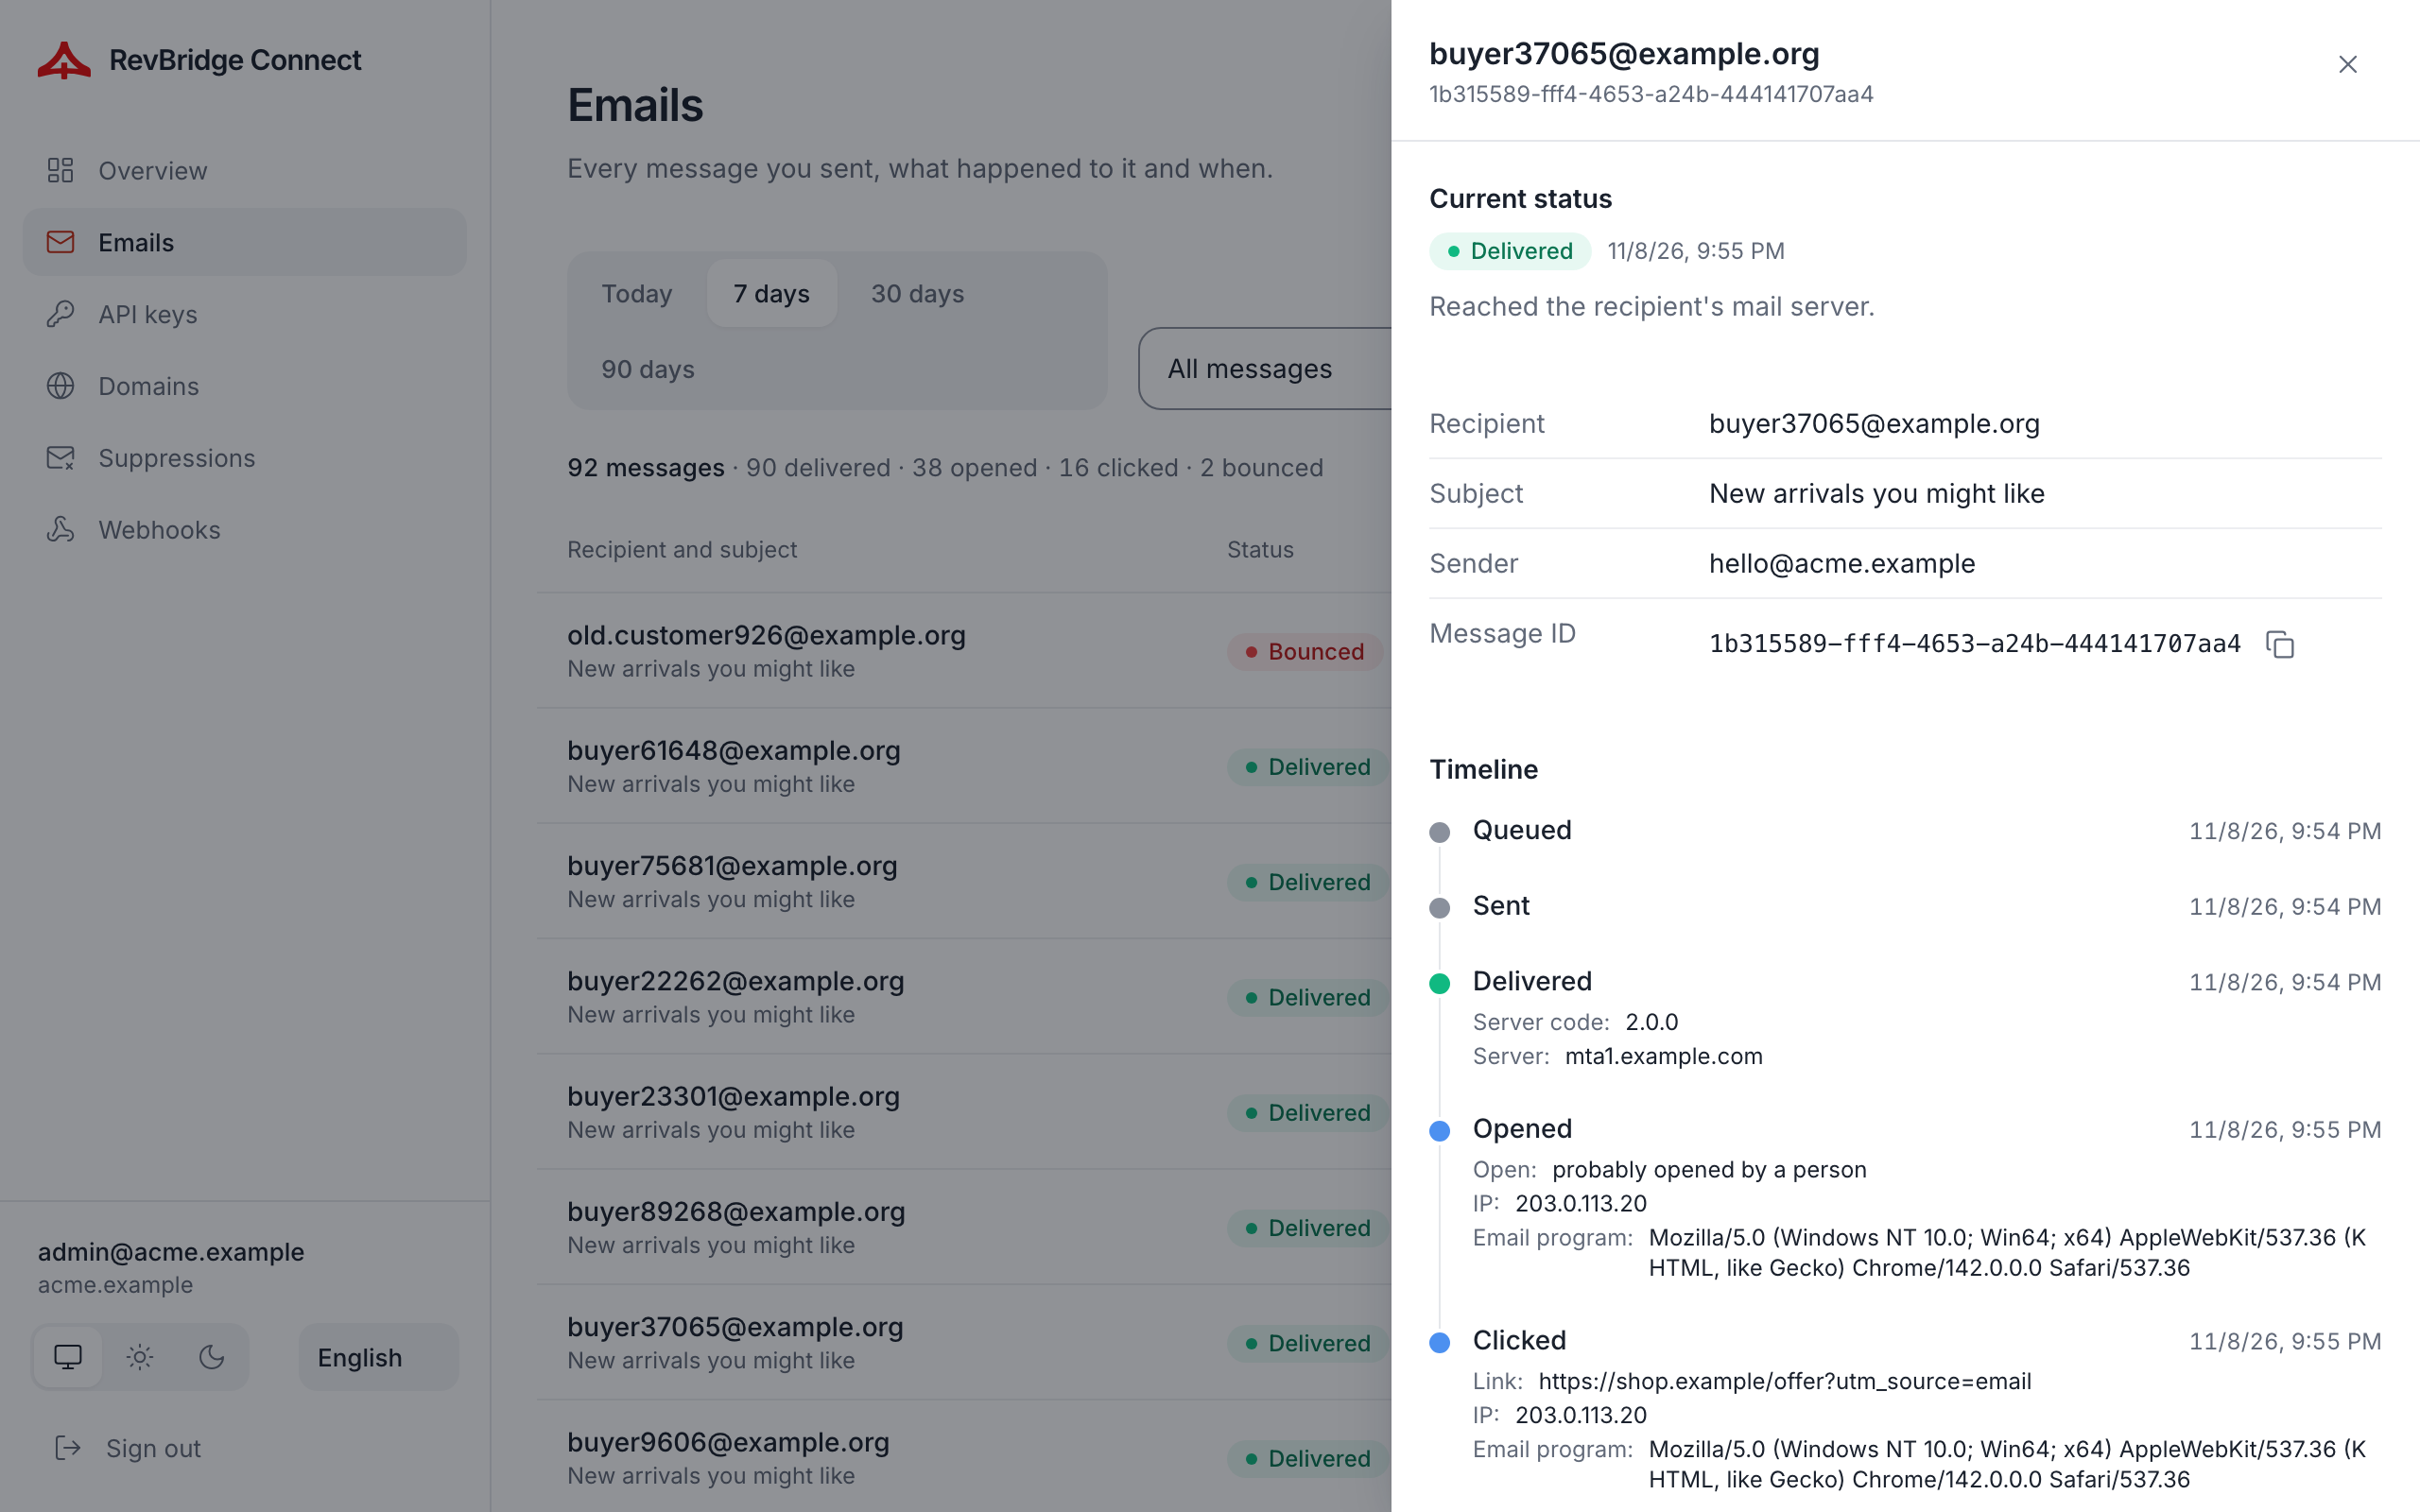 RevBridge Connect
Overview
Emails
API keys
Domains
Suppressions
Webhooks
admin@acme.example
acme.example
English
Sign out
Emails
Every message you sent, what happened to it and when.
Today
7 days
30 days
90 days
All messages
92 messages · 90 delivered · 38 opened · 16 clicked · 2 bounced
Recipient and subject
Status
old.customer926@example.org
New arrivals you might like
Bounced
buyer61648@example.org
New arrivals you might like
Delivered
buyer75681@example.org
New arrivals you might like
Delivered
buyer22262@example.org
New arrivals you might like
Delivered
buyer23301@example.org
New arrivals you might like
Delivered
buyer89268@example.org
New arrivals you might like
Delivered
buyer37065@example.org
New arrivals you might like
Delivered
buyer9606@example.org
New arrivals you might like
Delivered
buyer37065@example.org
1b315589-fff4-4653-a24b-444141707aa4
Current status
Delivered 11/8/26, 9:55 PM
Reached the recipient's mail server.
Recipient buyer37065@example.org
Subject New arrivals you might like
Sender hello@acme.example
Message ID 1b315589-fff4-4653-a24b-444141707aa4
Timeline
Queued 11/8/26, 9:54 PM
Sent 11/8/26, 9:54 PM
Delivered 11/8/26, 9:54 PM
Server code: 2.0.0
Server: mta1.example.com
Opened 11/8/26, 9:55 PM
Open: probably opened by a person
IP: 203.0.113.20
Email program: Mozilla/5.0 (Windows NT 10.0; Win64; x64) AppleWebKit/537.36 (K
HTML, like Gecko) Chrome/142.0.0.0 Safari/537.36
Clicked 11/8/26, 9:55 PM
Link: https://shop.example/offer?utm_source=email
IP: 203.0.113.20
Email program: Mozilla/5.0 (Windows NT 10.0; Win64; x64) AppleWebKit/537.36 (K
HTML, like Gecko) Chrome/142.0.0.0 Safari/537.36